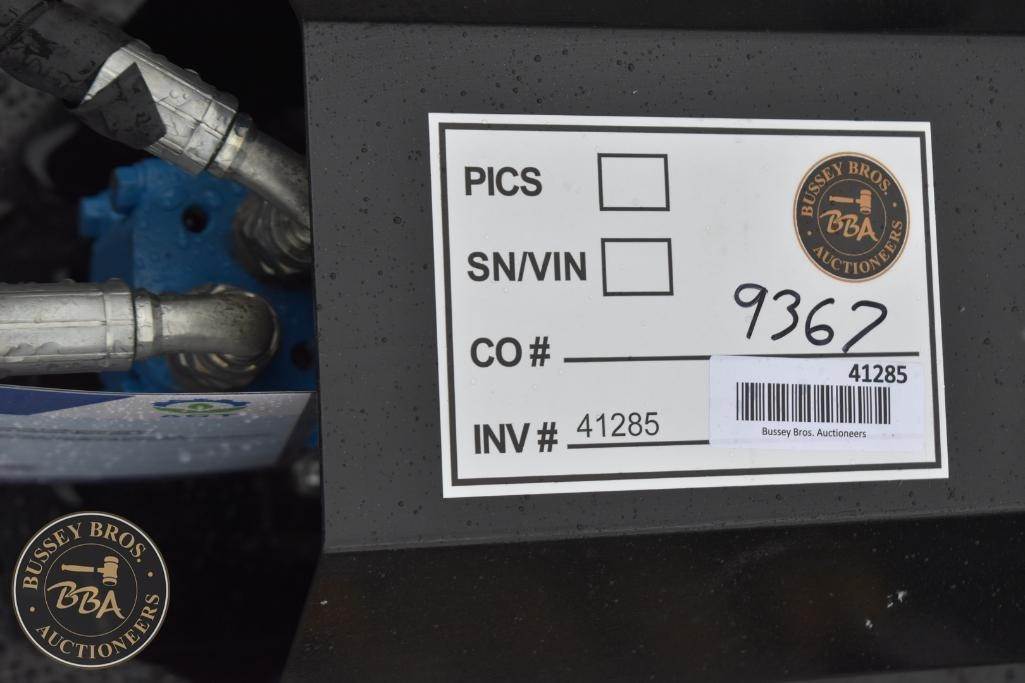 PICS
BUSSEY BROS.
BBA
AUCTIONEERS
SN/VIN
9367
CO #
41285
INV # 41285
Bussey Bros. Auctioneers
BUSSEY BROS.
BBA
AUCTIONEERS